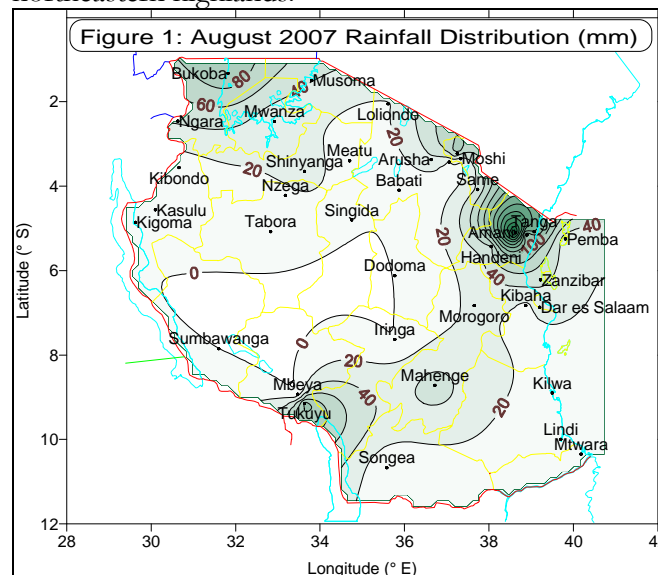 northeastern highlands.
Figure 1: August 2007 Rainfall Distribution (mm)
Bukoba
80
40
Musoma
60
2
Ngara
Mwanza
Loliondo
20
Meatu
Arusha
Moshi
Shinyanga
Kibondo
20
Same
4
Nzega
Babati
Kasulu
Singida
Kigoma
Tabora
20
Amani
Tanga
100
40
Pemba
Handeni
6
0
Dodoma
40
Zanzibar
Kibaha
Morogoro
Dar es Salaam
Iringa
Sumbawanga
0
8
20
Mbeya
Mahenge
Kilwa
40
20
Tukuyu
10
Lindi
Mtwara
Songea
12
28
30
32
34
36
38
40
4
Latitude (° S)
Longitude (° E)